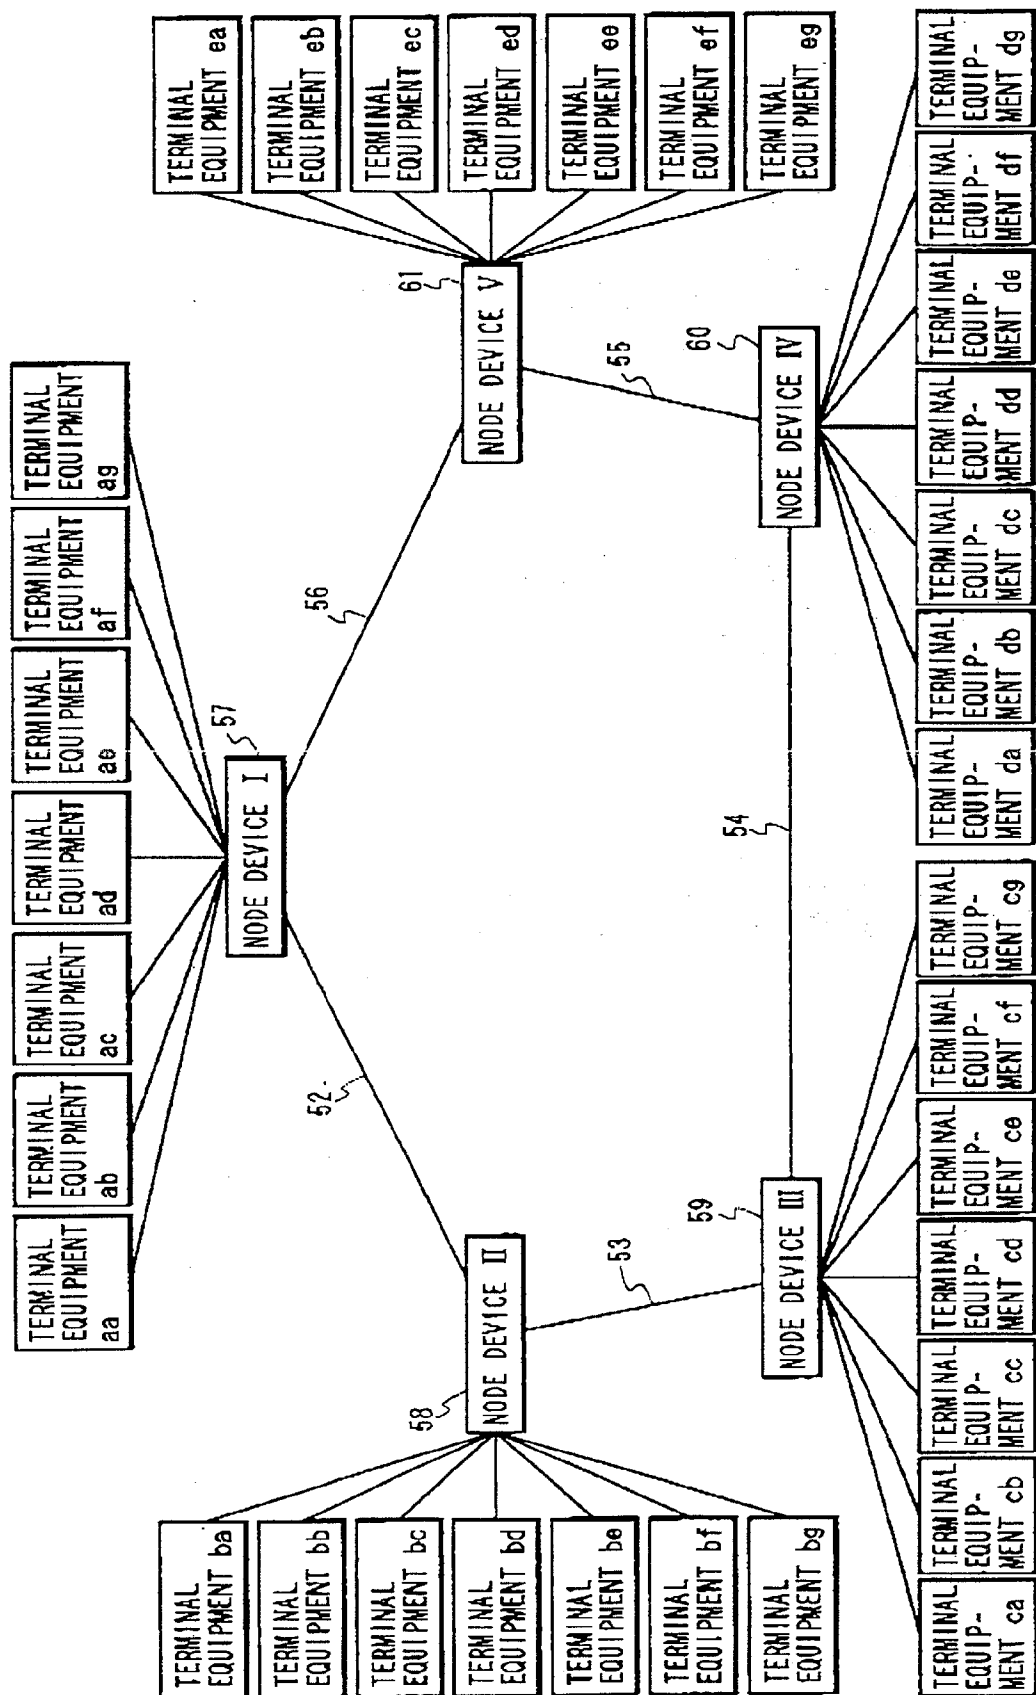 TERMINAL
EQUIPMENT
aa
TERMINAL
EQUIPMENT
ab
TERMINAL
EQUIPMENT
ac
TERMINAL
EQUIPMENT
ad
TERMINAL
EQUIPMENT
ae
TERMINAL
EQUIPMENT
af
TERMINAL
EQUIPMENT
ag
NODE DEVICE I
57
52
56
TERMINAL
EQUIPMENT ba
TERMINAL
EQUIPMENT bb
TERMINAL
EQUIPMENT bc
TERMINAL
EQUIPMENT bd
TERMINAL
EQUIPMENT be
TERMINAL
EQUIPMENT bf
TERMINAL
EQUIPMENT bg
58
NODE DEVICE II
61
NODE DEVICE V
TERMINAL
EQUIPMENT ea
TERMINAL
EQUIPMENT eb
TERMINAL
EQUIPMENT ec
TERMINAL
EQUIPMENT ed
TERMINAL
EQUIPMENT ee
TERMINAL
EQUIPMENT ef
TERMINAL
EQUIPMENT eg
53
55
59
NODE DEVICE III
54
60
NODE DEVICE IV
TERMINAL
EQUIP-
MENT ca
TERMINAL
EQUIP-
MENT cb
TERMINAL
EQUIP-
MENT cc
TERMINAL
EQUIP-
MENT cd
TERMINAL
EQUIP-
MENT ce
TERMINAL
EQUIP-
MENT cf
TERMINAL
EQUIP-
MENT cg
TERMINAL
EQUIP-
MENT da
TERMINAL
EQUIP-
MENT db
TERMINAL
EQUIP-
MENT dc
TERMINAL
EQUIP-
MENT dd
TERMINAL
EQUIP-
MENT de
TERMINAL
EQUIP-
MENT df
TERMINAL
EQUIP-
MENT dg